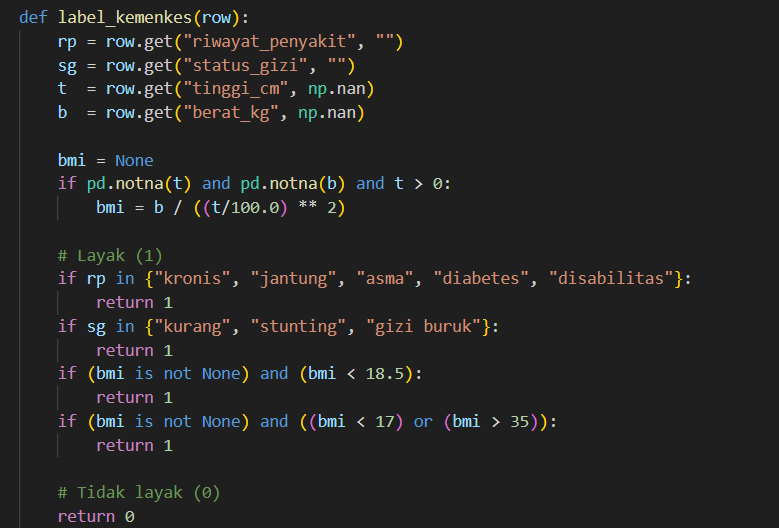 def label_kemenkes(row):
    rp = row.get("riwayat_penyakit", "")
    sg = row.get("status_gizi", "")
    t  = row.get("tinggi_cm", np.nan)
    b  = row.get("berat_kg", np.nan)

    bmi = None
    if pd.notna(t) and pd.notna(b) and t > 0:
        bmi = b / ((t/100.0) ** 2)

    # Layak (1)
    if rp in {"kronis", "jantung", "asma", "diabetes", "disabilitas"}:
        return 1
    if sg in {"kurang", "stunting", "gizi buruk"}:
        return 1
    if (bmi is not None) and (bmi < 18.5):
        return 1
    if (bmi is not None) and ((bmi < 17) or (bmi > 35)):
        return 1

    # Tidak layak (0)
    return 0